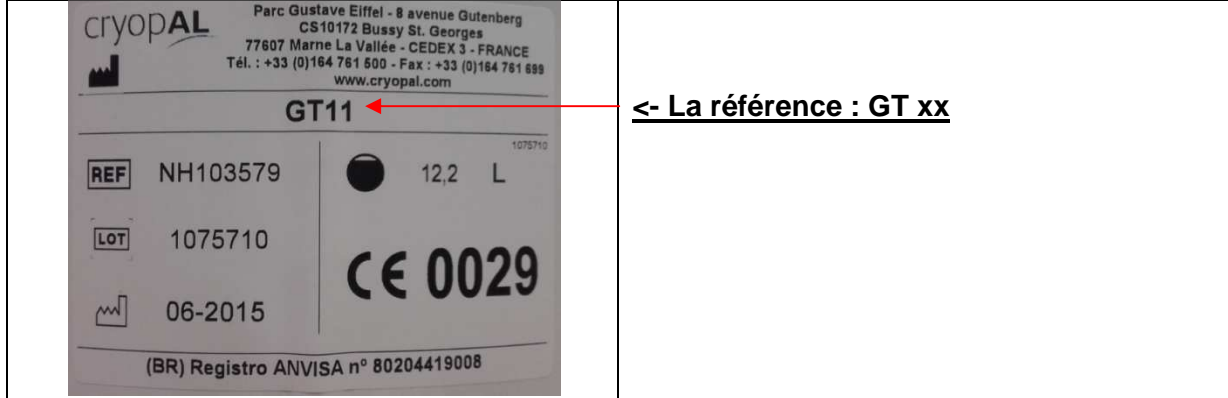 cryopAL
Parc Gustave Eiffel - 8 avenue Gutenberg
CS10172 Bussy St. Georges
77607 Marne La Vallée - CEDEX 3 - FRANCE
Tél. : +33 (0)164 761 500 - Fax : +33 (0)164 761 699
www.cryopal.com
GT11
<- La référence : GT xx
1075710
REF NH103579
12,2 L
LOT 1075710
CE 0029
06-2015
(BR) Registro ANVISA nº 80204419008